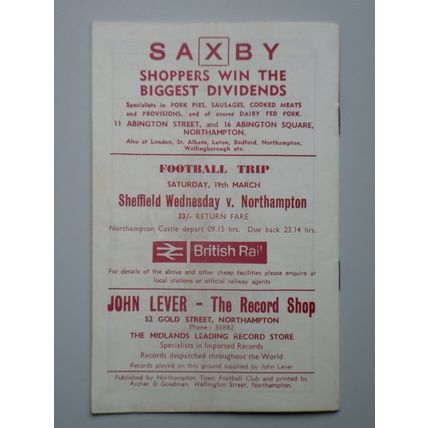 SAXBY
SHOPPERS WIN THE
BIGGEST DIVIDENDS
Specialists in PORK PIES, SAUSAGES, COOKED MEATS
and PROVISIONS, and of course DAIRY FED PORK.
11 ABINGTON STREET, and 16 ABINGTON SQUARE,
NORTHAMPTON.
Also at London, St. Albans, Luton, Bedford, Northampton,
Wellingborough etc.
FOOTBALL TRIP
SATURDAY, 19th MARCH
Sheffield Wednesday v. Northampton
33/- RETURN FARE
Northampton Castle depart 09.15 hrs. Due back 23.14 hrs.
British Rail
For details of the above and other cheap facilities please enquire at
local stations or official railway agents
JOHN LEVER - The Record Shop
52 GOLD STREET, NORTHAMPTON
Phone: 36882
THE MIDLANDS LEADING RECORD STORE
Specialists in Imported Records
Records despatched throughout the World
Records played on this ground supplied by John Lever
Published by Northampton Town Football Club and printed by
Archer & Goodman, Wellington Street, Northampton.